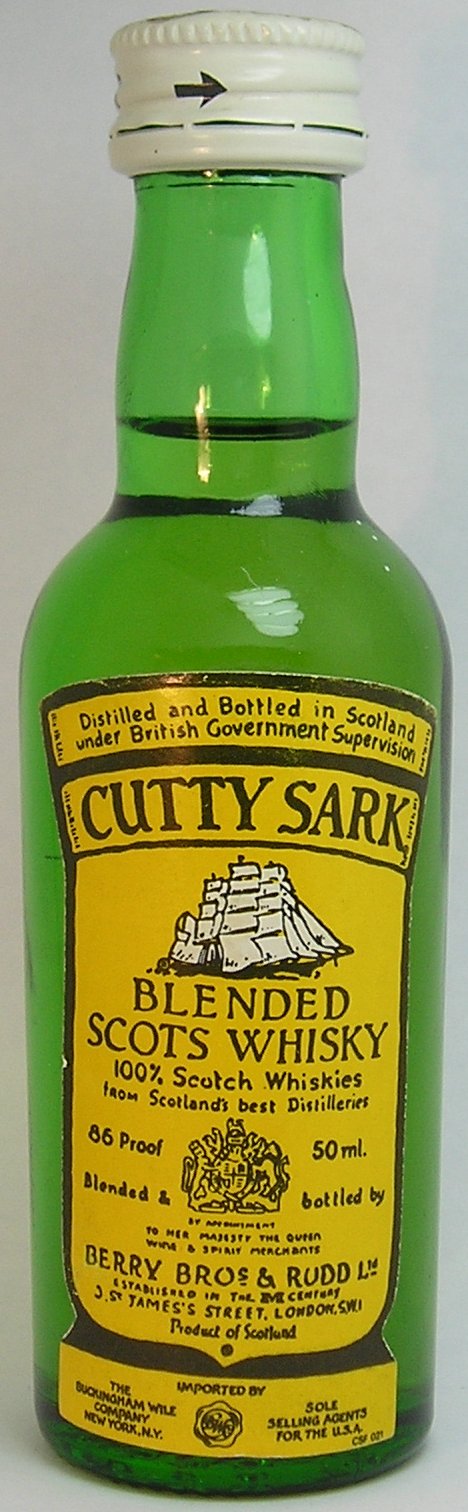 Distilled and Bottled in Scotland
under British Government Supervision
CUTTY SARK
BLENDED
SCOTS WHISKY
100% Scotch Whiskies
from Scotland's best Distilleries
86 Proof 50 ml.
Blended & bottled by
BY APPOINTMENT
TO HER MAJESTY THE QUEEN
WINE & SPIRIT MERCHANTS
BERRY BROS & RUDD LTD
ESTABLISHED IN THE XVII CENTURY
3, ST JAMES'S STREET, LONDON, S.W.1
Product of Scotland
THE
BUCKINGHAM WILE
COMPANY
NEW YORK, N.Y.
IMPORTED BY
SOLE
SELLING AGENTS
FOR THE U.S.A.
CSF 021